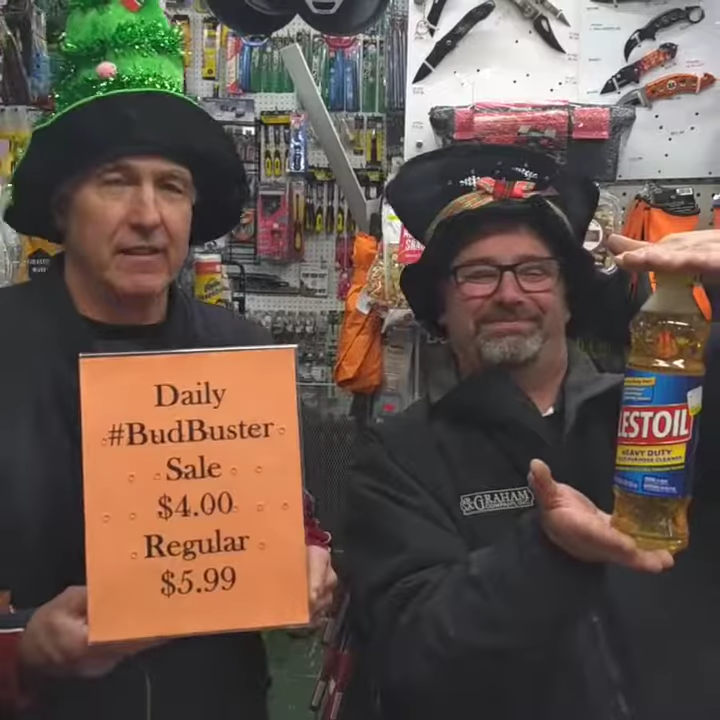 Daily
#BudBuster
Sale
$4.00
Regular
$5.99
GRAHAM
LESTOIL
HEAVY DUTY